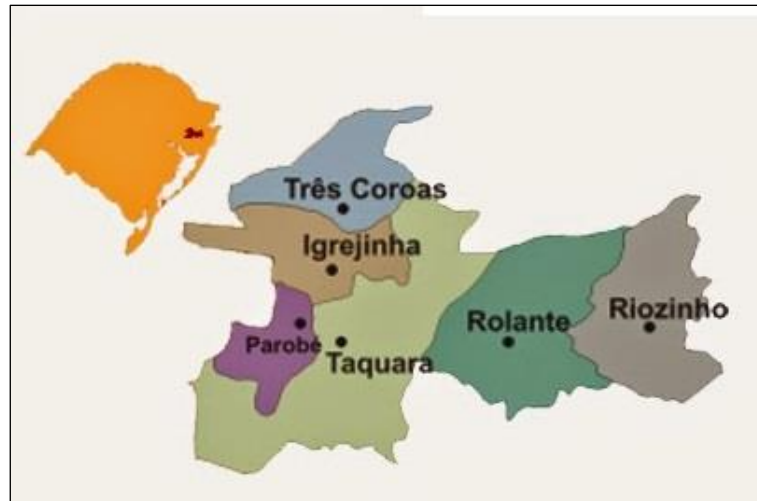 Três Coroas
Igrejinha
Parobé
Taquara
Rolante
Riozinho